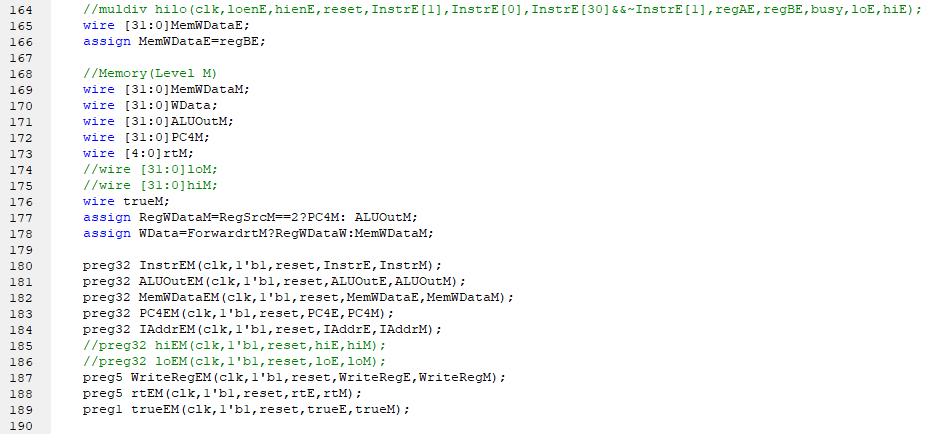 164 //muldiv hilo(clk,loenE,hienE,reset,InstrE[1],InstrE[0],InstrE[30]&&~InstrE[1],regAE,regBE,busy,loE,hiE);
165 wire [31:0]MemWDataE;
166 assign MemWDataE=regBE;
167
168 //Memory(Level M)
169 wire [31:0]MemWDataM;
170 wire [31:0]WData;
171 wire [31:0]ALUOutM;
172 wire [31:0]PC4M;
173 wire [4:0]rtM;
174 //wire [31:0]loM;
175 //wire [31:0]hiM;
176 wire trueM;
177 assign RegWDataM=RegSrcM==2?PC4M: ALUOutM;
178 assign WData=ForwardrtM?RegWDataW:MemWDataM;
179
180 preg32 InstrEM(clk,1'b1,reset,InstrE,InstrM);
181 preg32 ALUOutEM(clk,1'b1,reset,ALUOutE,ALUOutM);
182 preg32 MemWDataEM(clk,1'b1,reset,MemWDataE,MemWDataM);
183 preg32 PC4EM(clk,1'b1,reset,PC4E,PC4M);
184 preg32 IAddrEM(clk,1'b1,reset,IAddrE,IAddrM);
185 //preg32 hiEM(clk,1'b1,reset,hiE,hiM);
186 //preg32 loEM(clk,1'b1,reset,loE,loM);
187 preg5 WriteRegEM(clk,1'b1,reset,WriteRegE,WriteRegM);
188 preg5 rtEM(clk,1'b1,reset,rtE,rtM);
189 preg1 trueEM(clk,1'b1,reset,trueE,trueM);
190